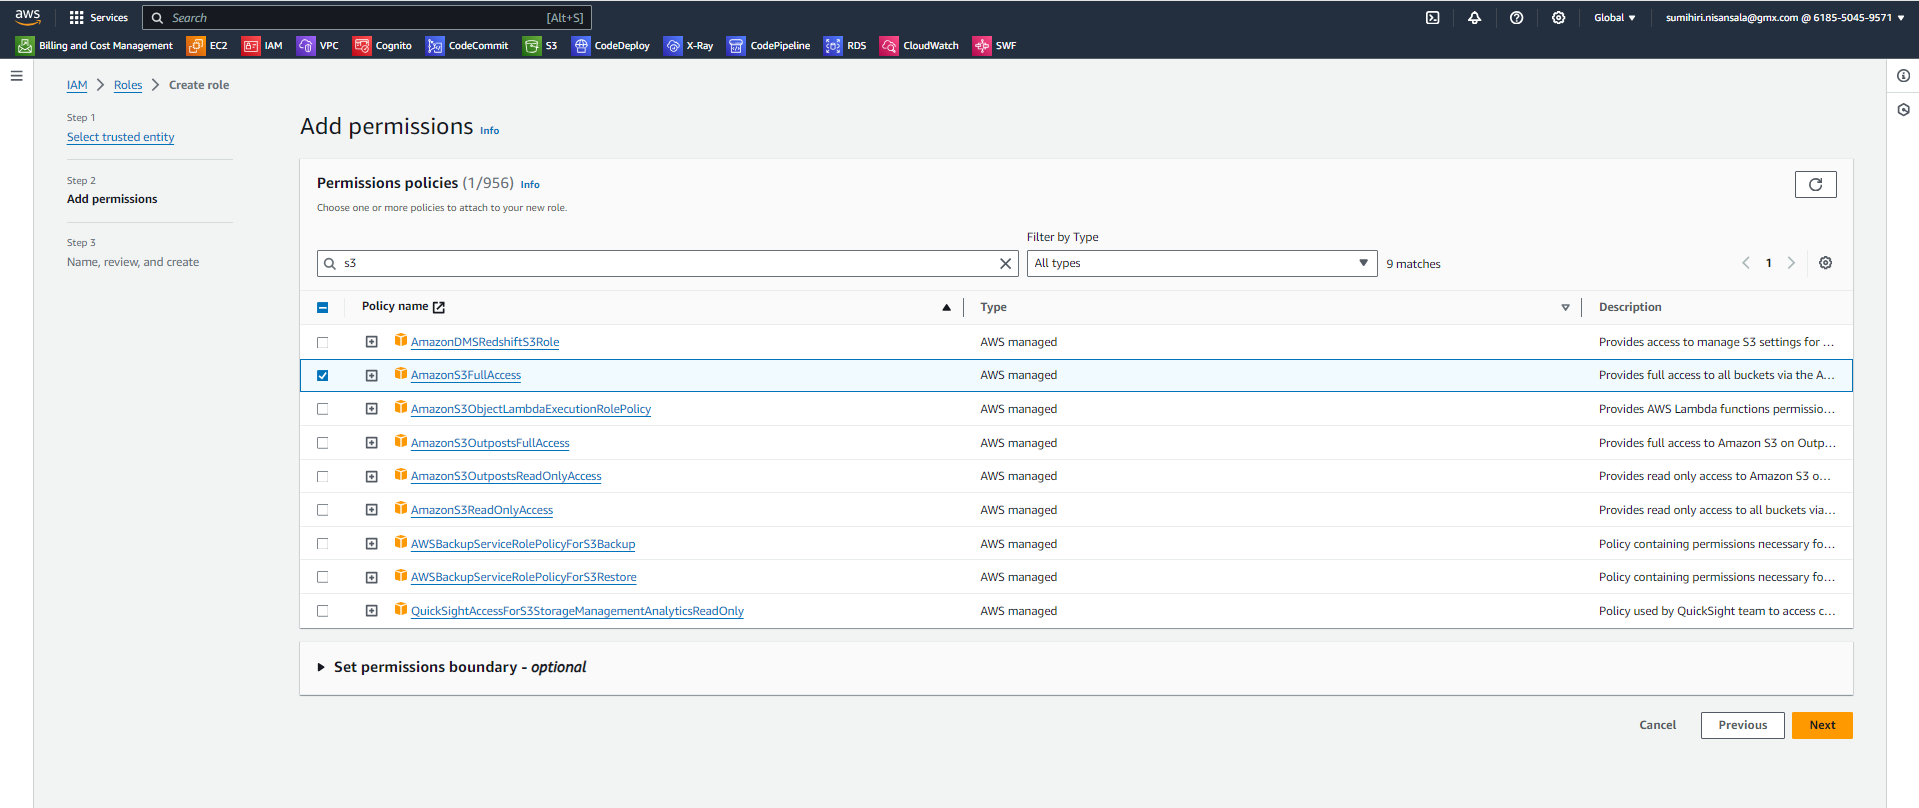 aws Services Search [Alt+S] Global sumihiri.nisansala@gmx.com @ 6185-5045-9571
Billing and Cost Management EC2 IAM VPC Cognito CodeCommit S3 CodeDeploy X-Ray CodePipeline RDS CloudWatch SWF
IAM Roles Create role
Step 1
Select trusted entity
Step 2
Add permissions
Step 3
Name, review, and create
Add permissions Info
Permissions policies (1/956) Info
Choose one or more policies to attach to your new role.
Filter by Type
s3 All types 9 matches 1
Policy name Type Description
AmazonDMSRedshiftS3Role AWS managed Provides access to manage S3 settings for ...
AmazonS3FullAccess AWS managed Provides full access to all buckets via the A...
AmazonS3ObjectLambdaExecutionRolePolicy AWS managed Provides AWS Lambda functions permissio...
AmazonS3OutpostsFullAccess AWS managed Provides full access to Amazon S3 on Outp...
AmazonS3OutpostsReadOnlyAccess AWS managed Provides read only access to Amazon S3 o...
AmazonS3ReadOnlyAccess AWS managed Provides read only access to all buckets via...
AWSBackupServiceRolePolicyForS3Backup AWS managed Policy containing permissions necessary fo...
AWSBackupServiceRolePolicyForS3Restore AWS managed Policy containing permissions necessary fo...
QuickSightAccessForS3StorageManagementAnalyticsReadOnly AWS managed Policy used by QuickSight team to access c...
Set permissions boundary - optional
Cancel Previous Next